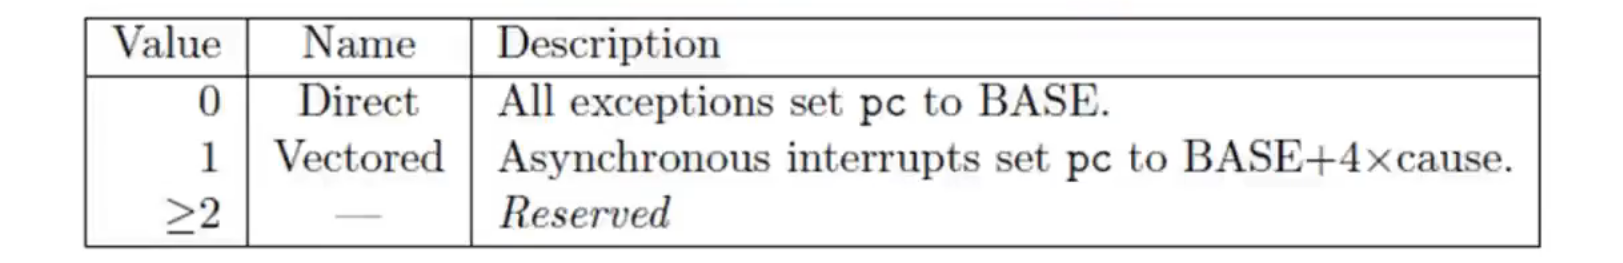 Value Name Description
0 Direct All exceptions set pc to BASE.
1 Vectored Asynchronous interrupts set pc to BASE+4×cause.
≥2 — Reserved